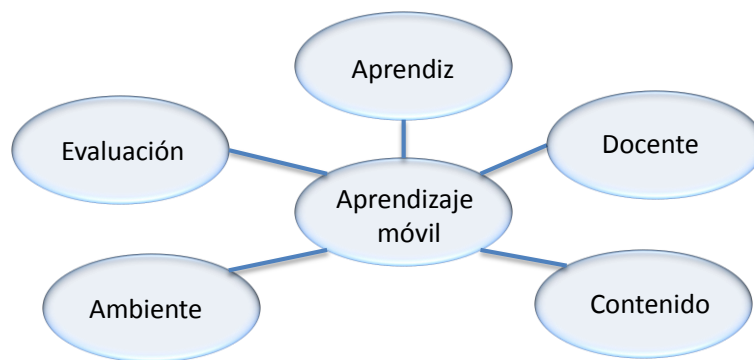 Aprendiz
Evaluación
Docente
Aprendizaje
móvil
Ambiente
Contenido